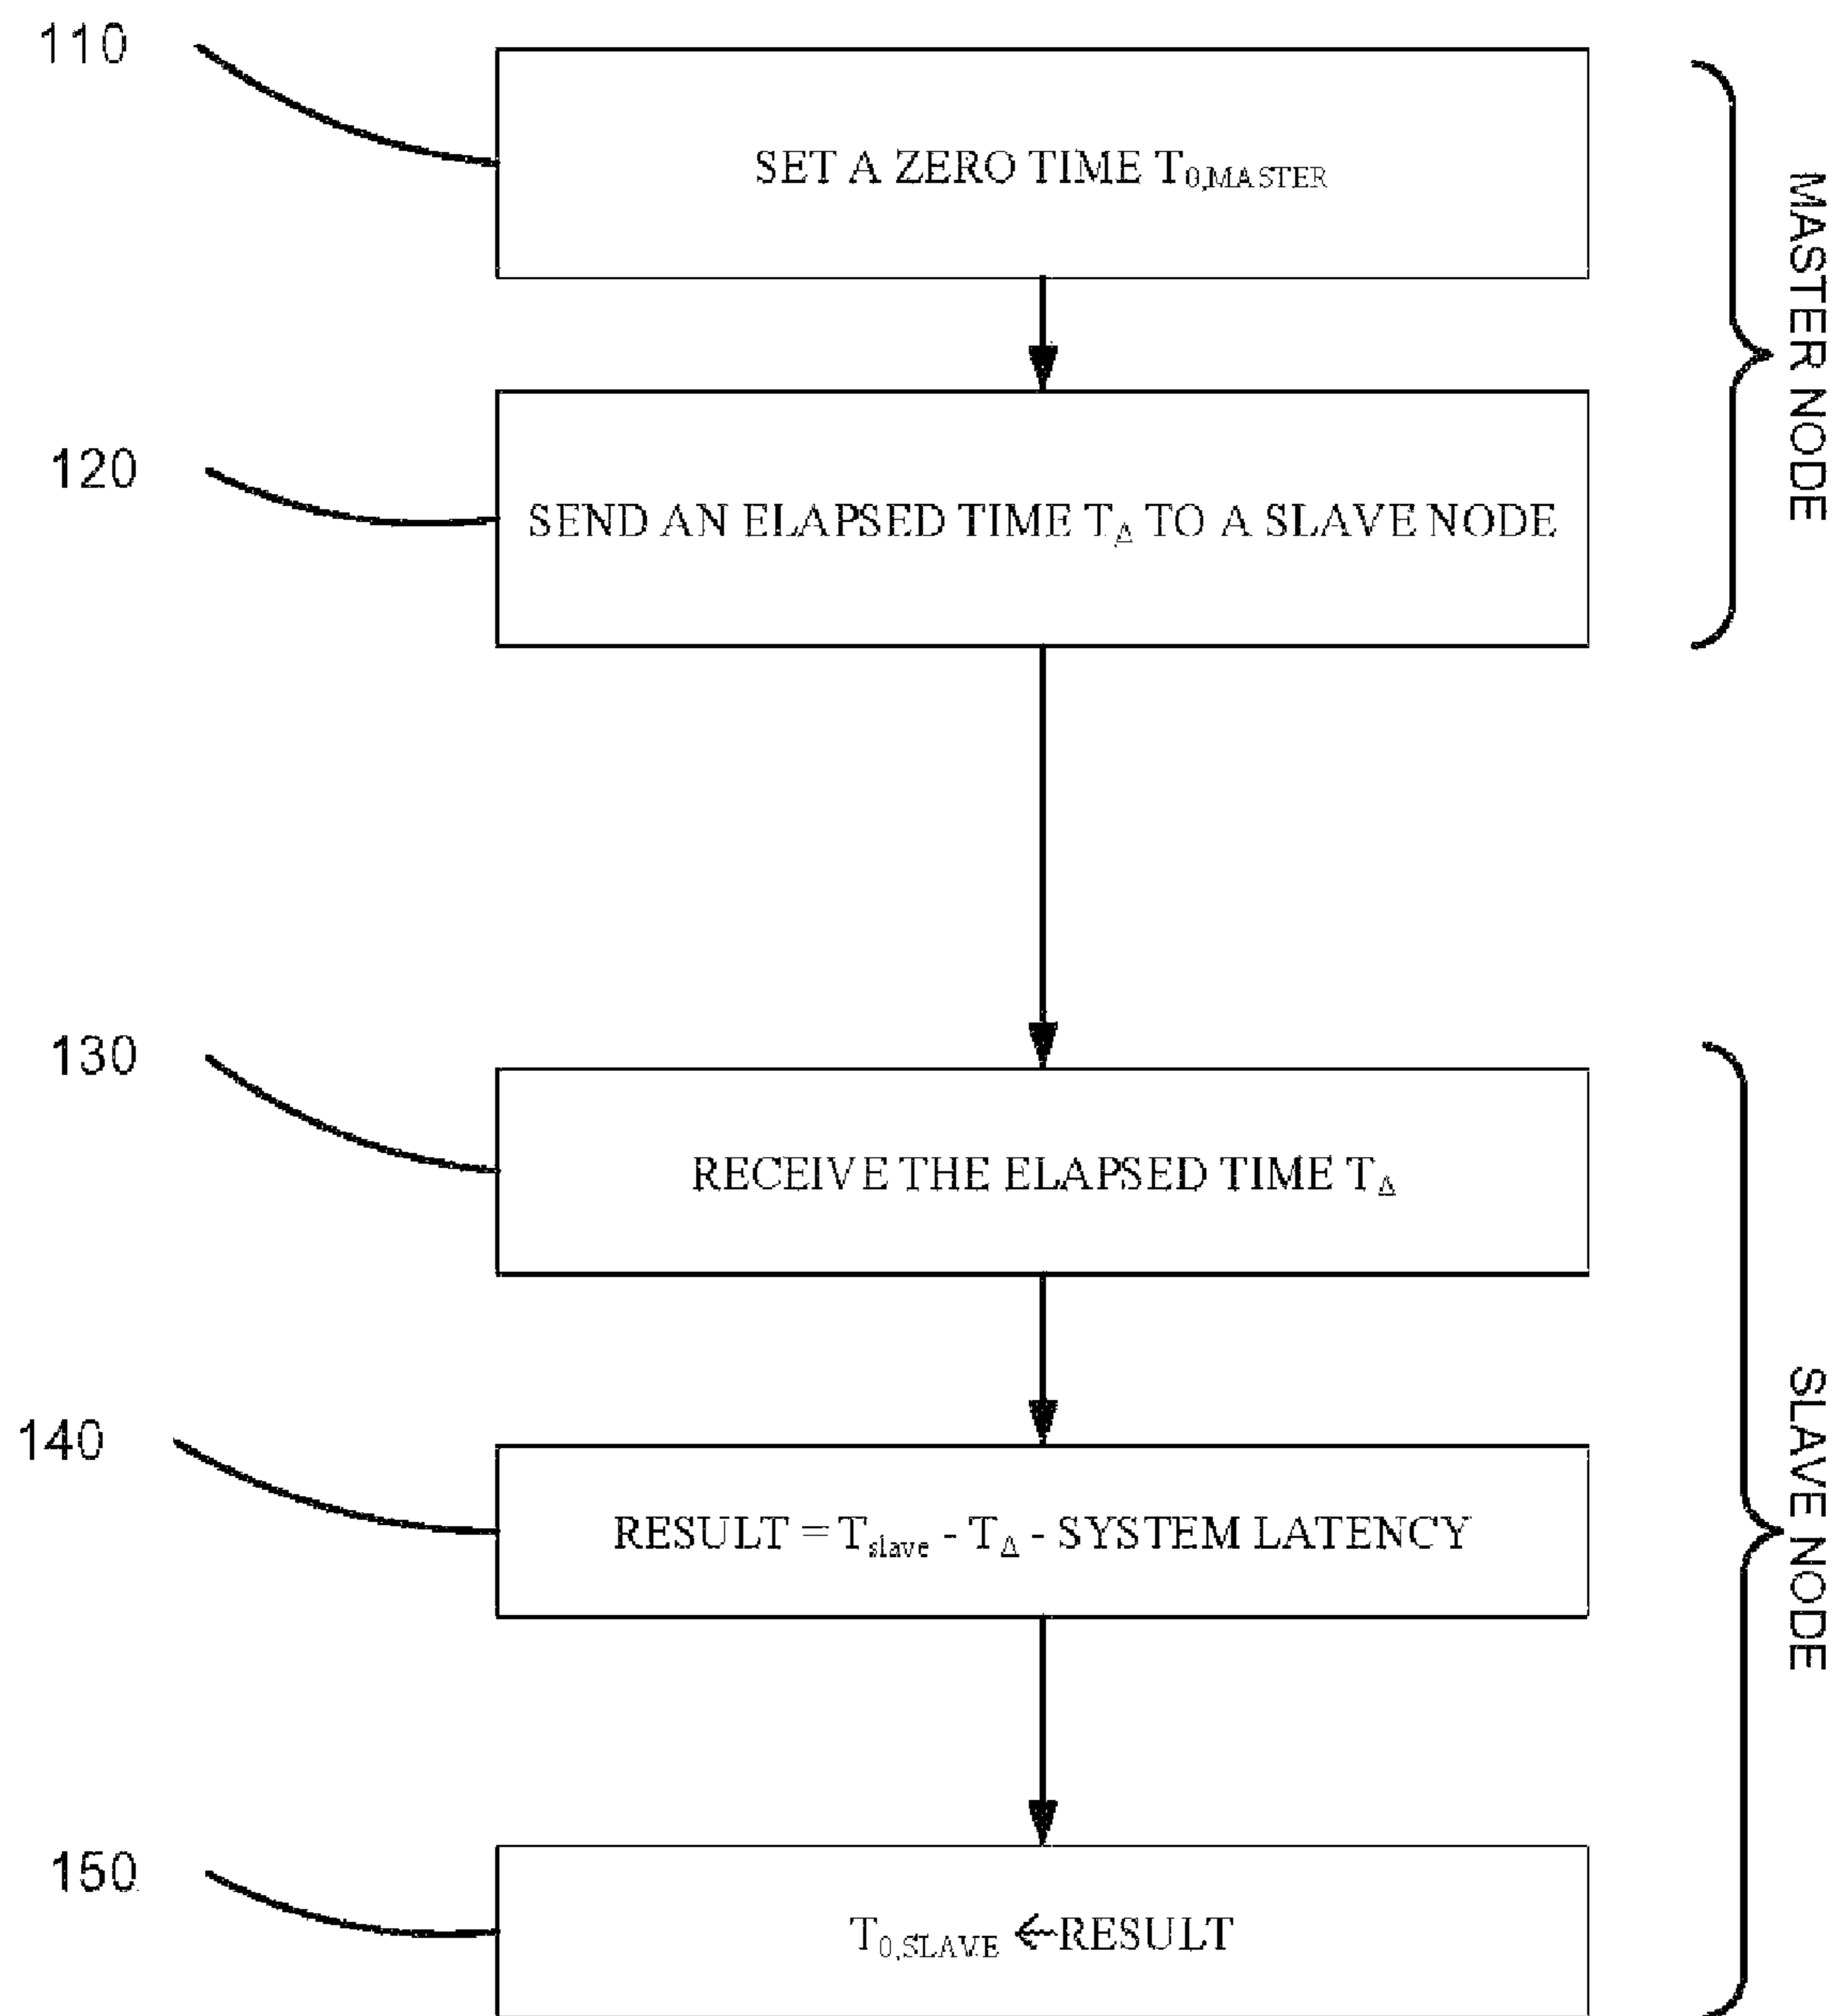 110
SET A ZERO TIME T0,MASTER
120
SEND AN ELAPSED TIME TΔ TO A SLAVE NODE
MASTER NODE
130
RECEIVE THE ELAPSED TIME TΔ
140
RESULT = Tslave - TΔ - SYSTEM LATENCY
150
T0,SLAVE ←RESULT
SLAVE NODE